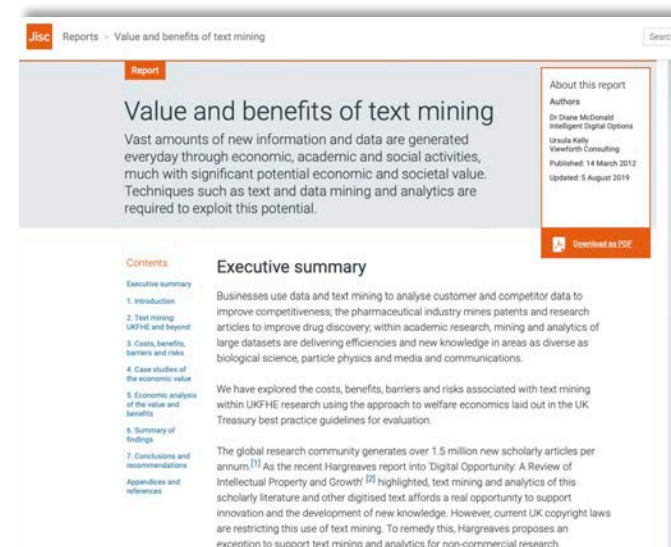 Jisc Reports > Value and benefits of text mining
Search
Report
Value and benefits of text mining
Vast amounts of new information and data are generated
everyday through economic, academic and social activities,
much with significant potential economic and societal value.
Techniques such as text and data mining and analytics are
required to exploit this potential.
About this report
Authors
Dr Diane McDonald
Intelligent Digital Options
Ursula Kelly
Viewforth Consulting
Published: 14 March 2012
Updated: 5 August 2019
Download as PDF
Contents
Executive summary
1. Introduction
2. Text mining:
UKFHE and beyond
3. Costs, benefits,
barriers and risks
4. Case studies of
the economic value
5. Economic analysis
of the value and
benefits
6. Summary of
findings
7. Conclusions and
recommendations
Appendices and
references
Executive summary
Businesses use data and text mining to analyse customer and competitor data to
improve competitiveness; the pharmaceutical industry mines patents and research
articles to improve drug discovery; within academic research, mining and analytics of
large datasets are delivering efficiencies and new knowledge in areas as diverse as
biological science, particle physics and media and communications.
We have explored the costs, benefits, barriers and risks associated with text mining
within UKFHE research using the approach to welfare economics laid out in the UK
Treasury best practice guidelines for evaluation.
The global research community generates over 1.5 million new scholarly articles per
annum.[1] As the recent Hargreaves report into 'Digital Opportunity: A Review of
Intellectual Property and Growth' [2] highlighted, text mining and analytics of this
scholarly literature and other digitised text affords a real opportunity to support
innovation and the development of new knowledge. However, current UK copyright laws
are restricting this use of text mining. To remedy this, Hargreaves proposes an
exception to support text mining and analytics for non-commercial research.